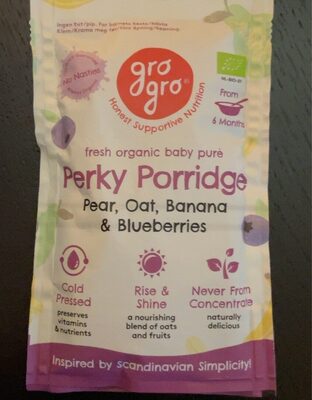 No Nasties
gro
gro
Honest Supportive Nutrition
From
6 Months
fresh organic baby puré
Perky Porridge
Pear, Oat, Banana
& Blueberries
Cold
Pressed
preserves
vitamins
& nutrients
Rise &
Shine
a nourishing
blend of oats
and fruits
Never From
Concentrate
naturally
delicious
Inspired by Scandinavian Simplicity!